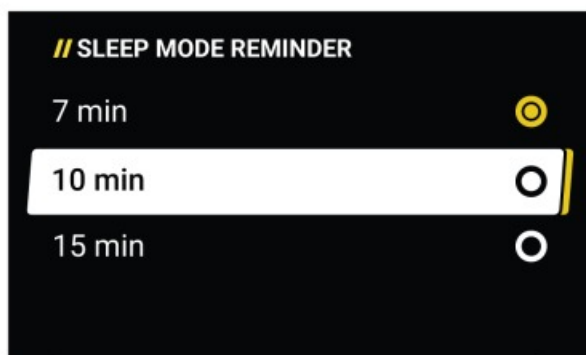 // SLEEP MODE REMINDER
7 min
10 min
15 min